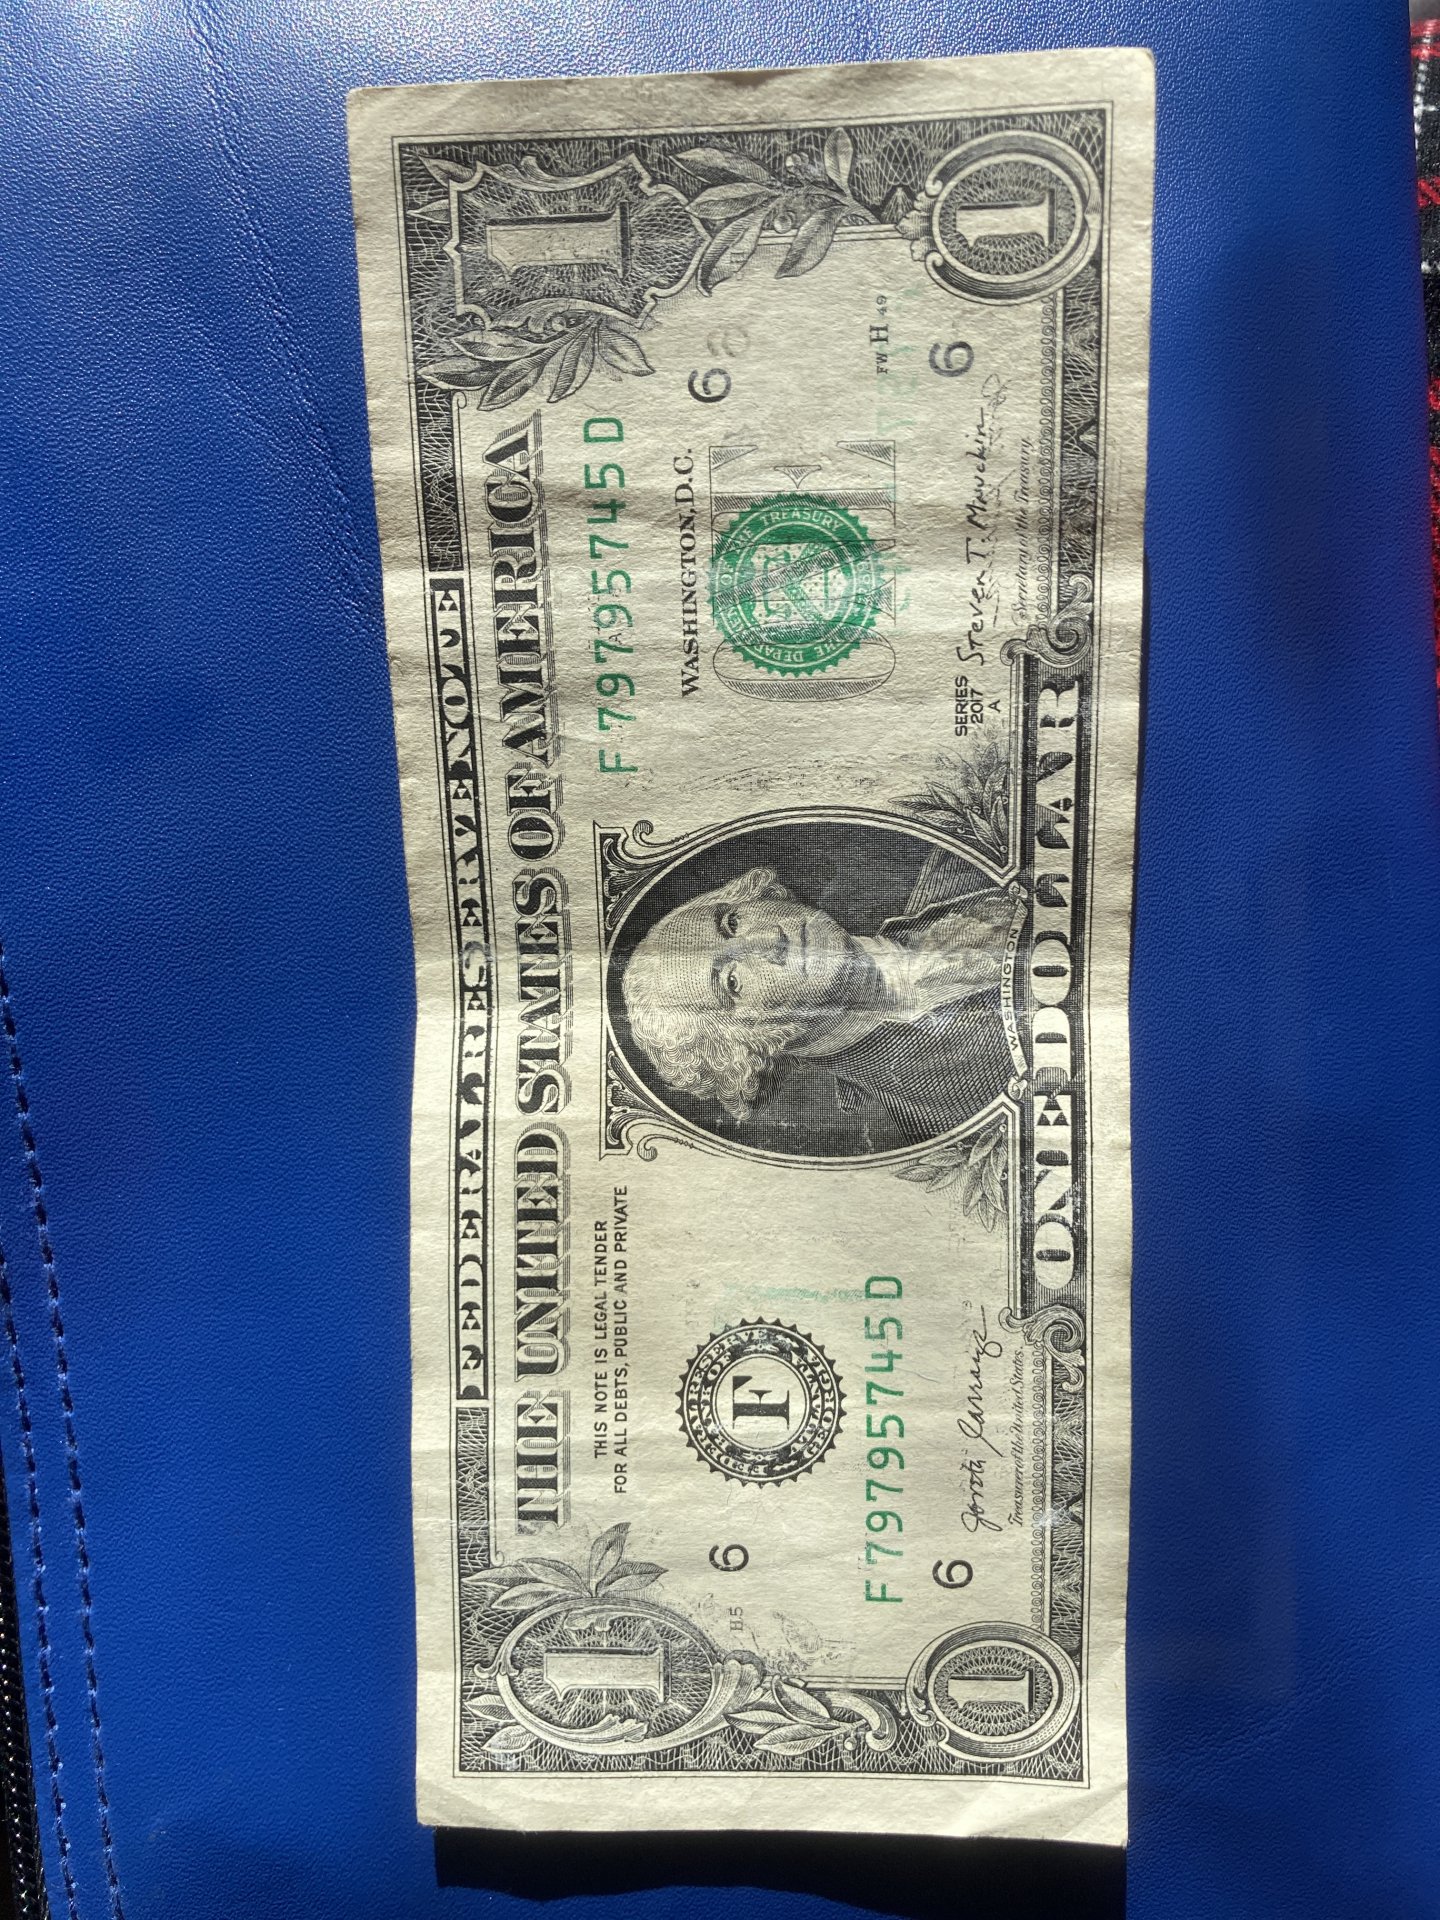 FEDERAL RESERVE NOTE
THE UNITED STATES OF AMERICA
THIS NOTE IS LEGAL TENDER
FOR ALL DEBTS, PUBLIC AND PRIVATE
F 79795745 D
WASHINGTON, D.C.
1
1
6
6
H5
F
THE DEPARTMENT OF THE TREASURY
ONE
F 79795745 D
6
6
FW H 49
Treasurer of the United States.
SERIES
2017
A
Steven T. Mnuchin
Secretary of the Treasury.
WASHINGTON
1
1
ONE DOLLAR